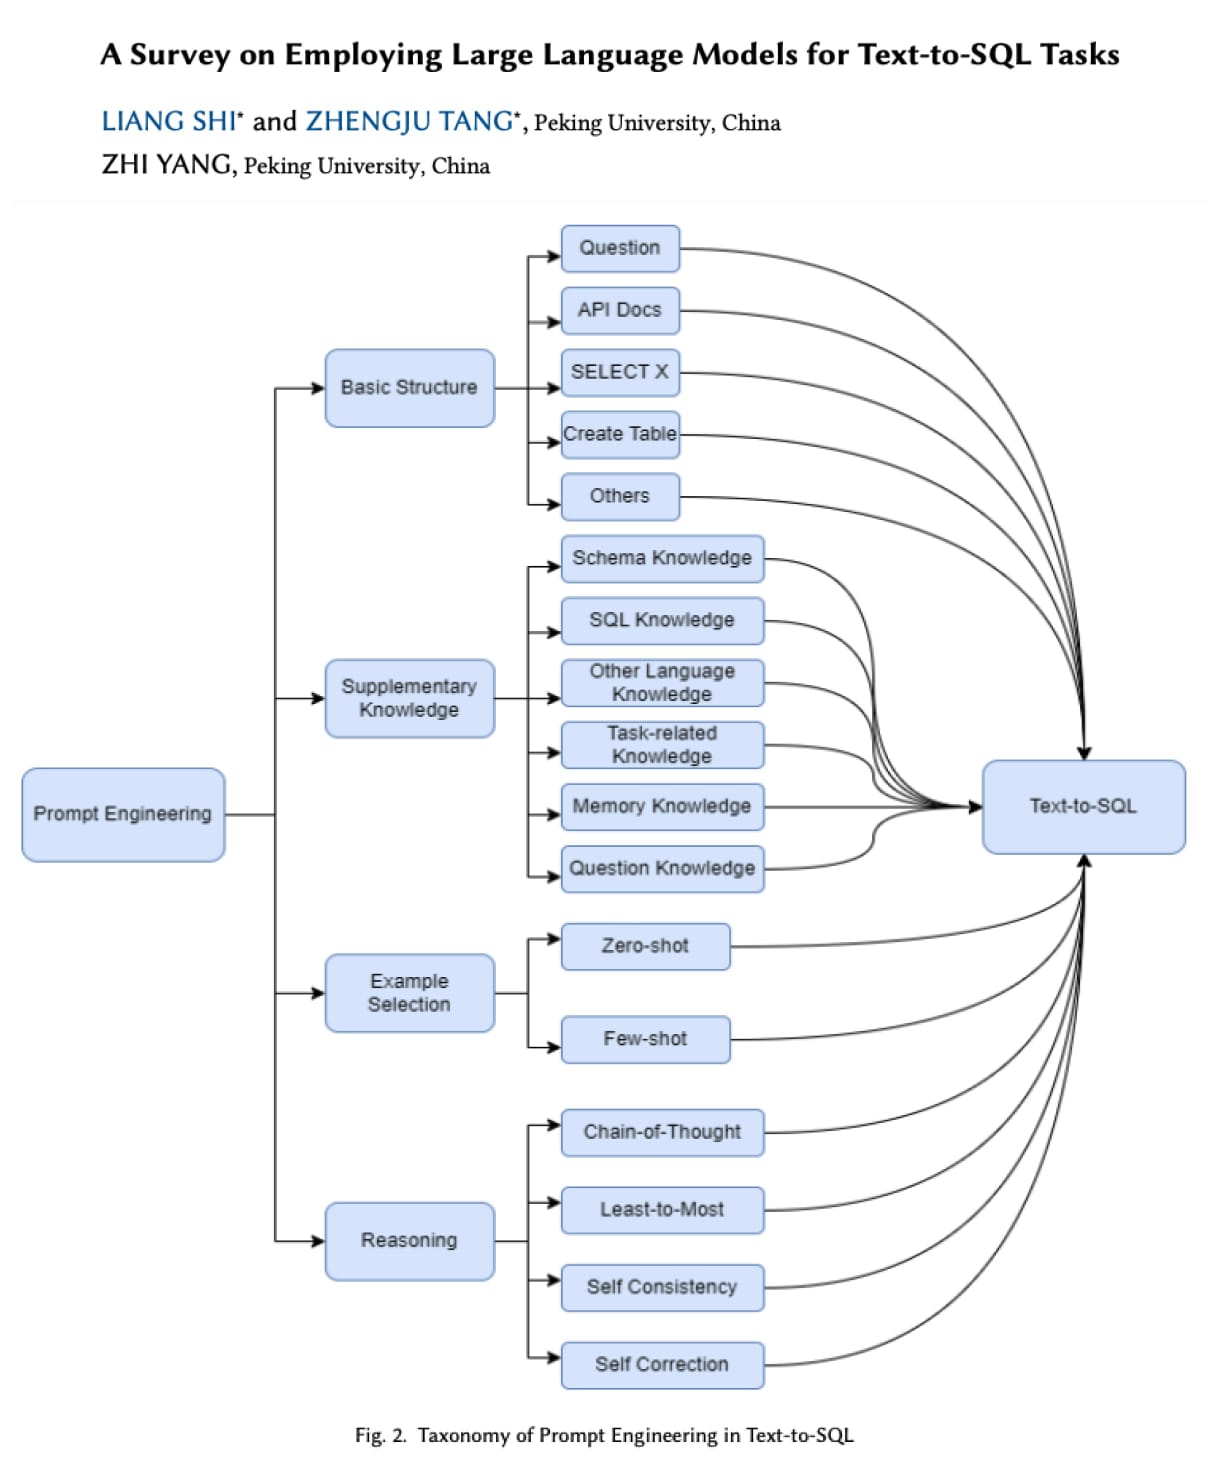 A Survey on Employing Large Language Models for Text-to-SQL Tasks
LIANG SHI* and ZHENGJU TANG*, Peking University, China
ZHI YANG, Peking University, China
Question
API Docs
SELECT X
Create Table
Others
Basic Structure
Schema Knowledge
SQL Knowledge
Other Language
Knowledge
Task-related
Knowledge
Memory Knowledge
Question Knowledge
Supplementary
Knowledge
Prompt Engineering
Text-to-SQL
Zero-shot
Few-shot
Example
Selection
Chain-of-Thought
Least-to-Most
Self Consistency
Self Correction
Reasoning
Fig. 2. Taxonomy of Prompt Engineering in Text-to-SQL